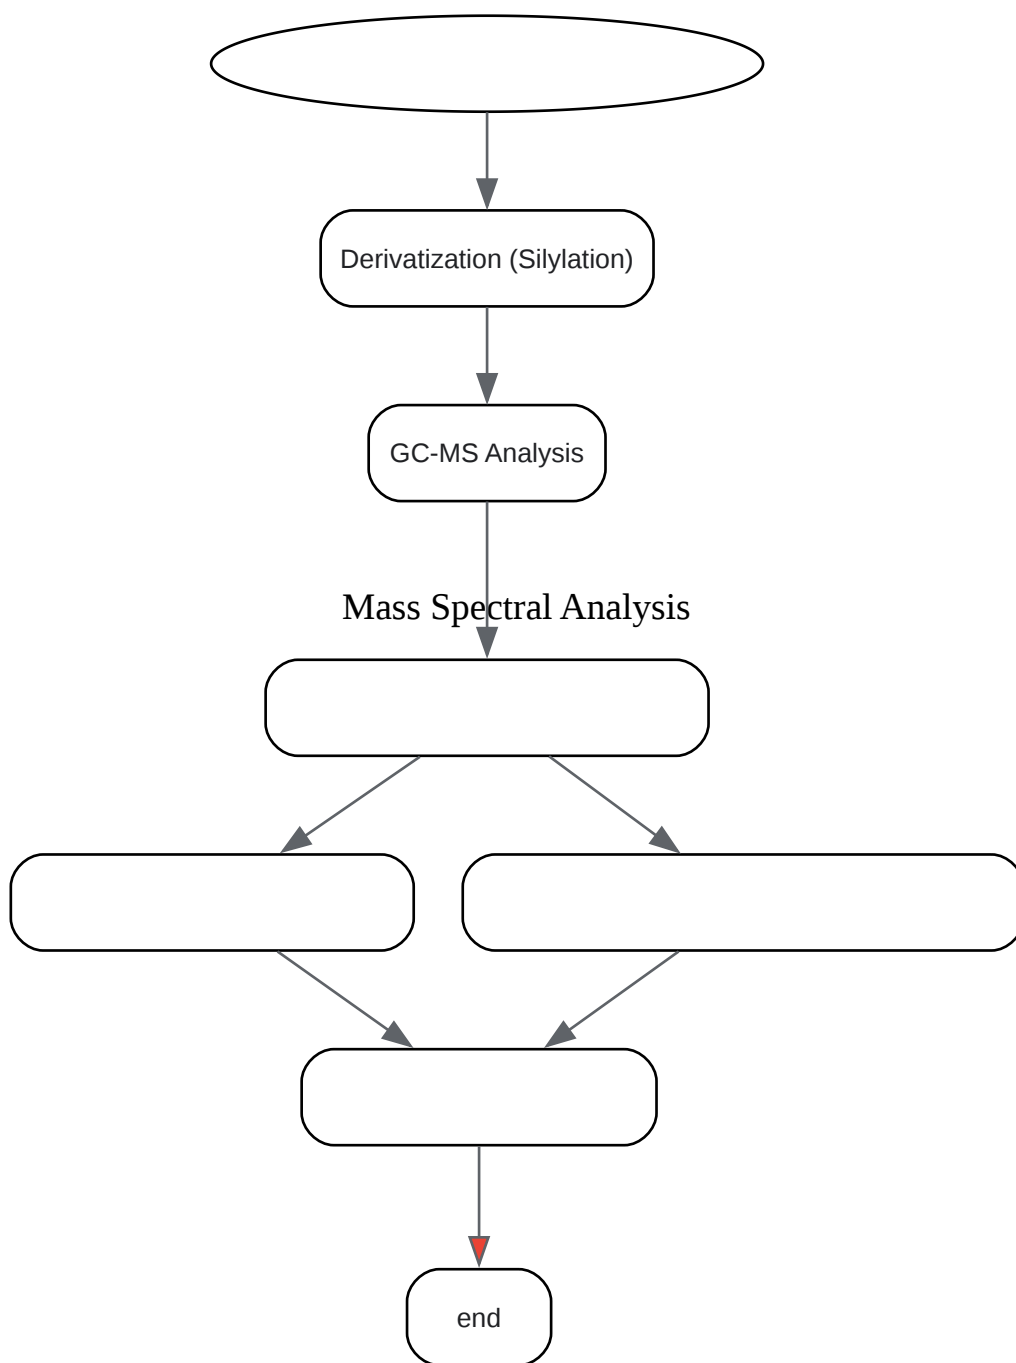 Derivatization (Silylation)
GC-MS Analysis
Mass Spectral Analysis
end